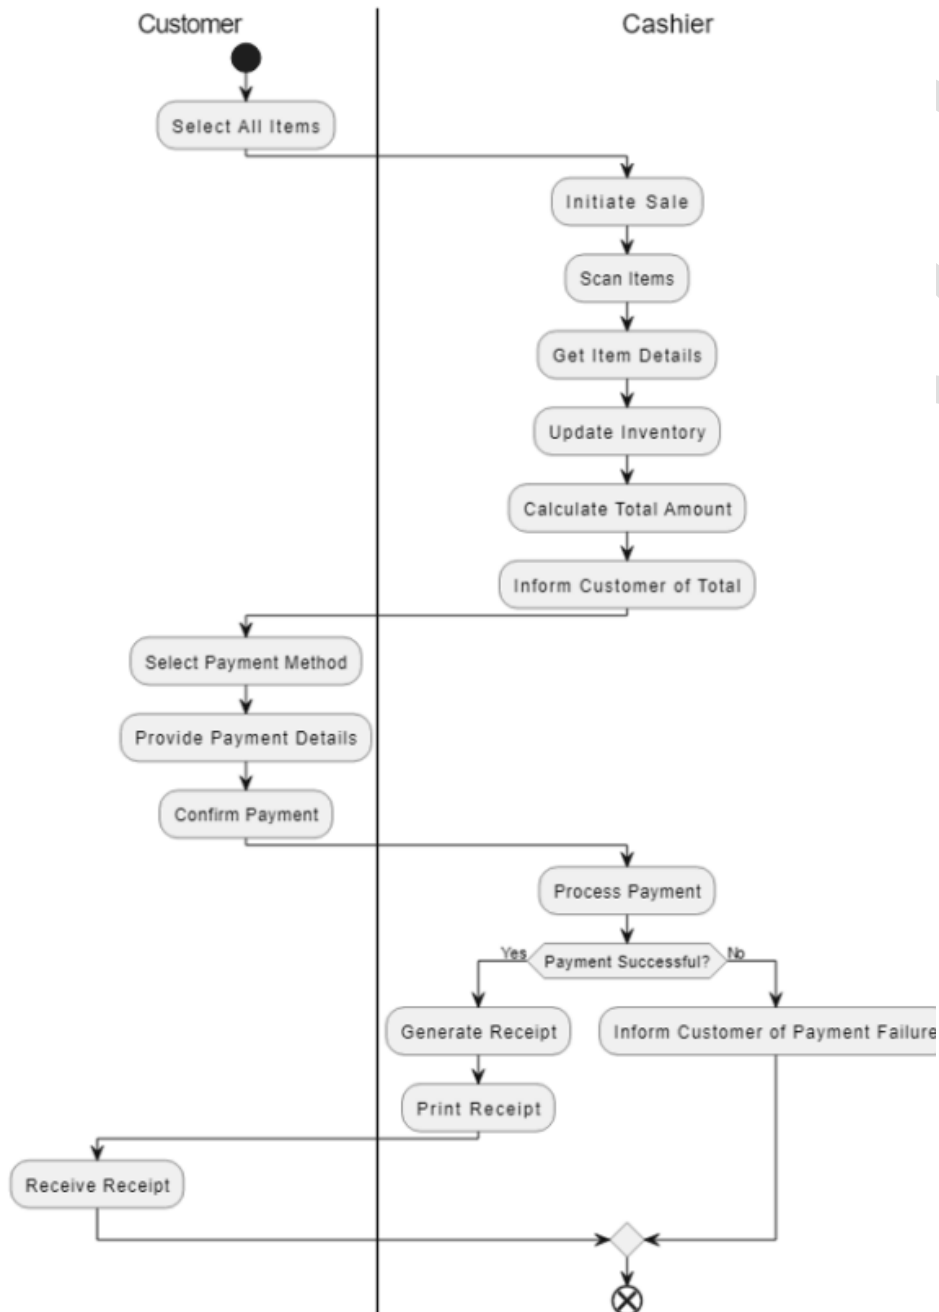 Customer
Cashier
Select All Items
Initiate Sale
Scan Items
Get Item Details
Update Inventory
Calculate Total Amount
Inform Customer of Total
Select Payment Method
Provide Payment Details
Confirm Payment
Process Payment
Yes
Payment Successful?
No
Generate Receipt
Inform Customer of Payment Failure
Print Receipt
Receive Receipt